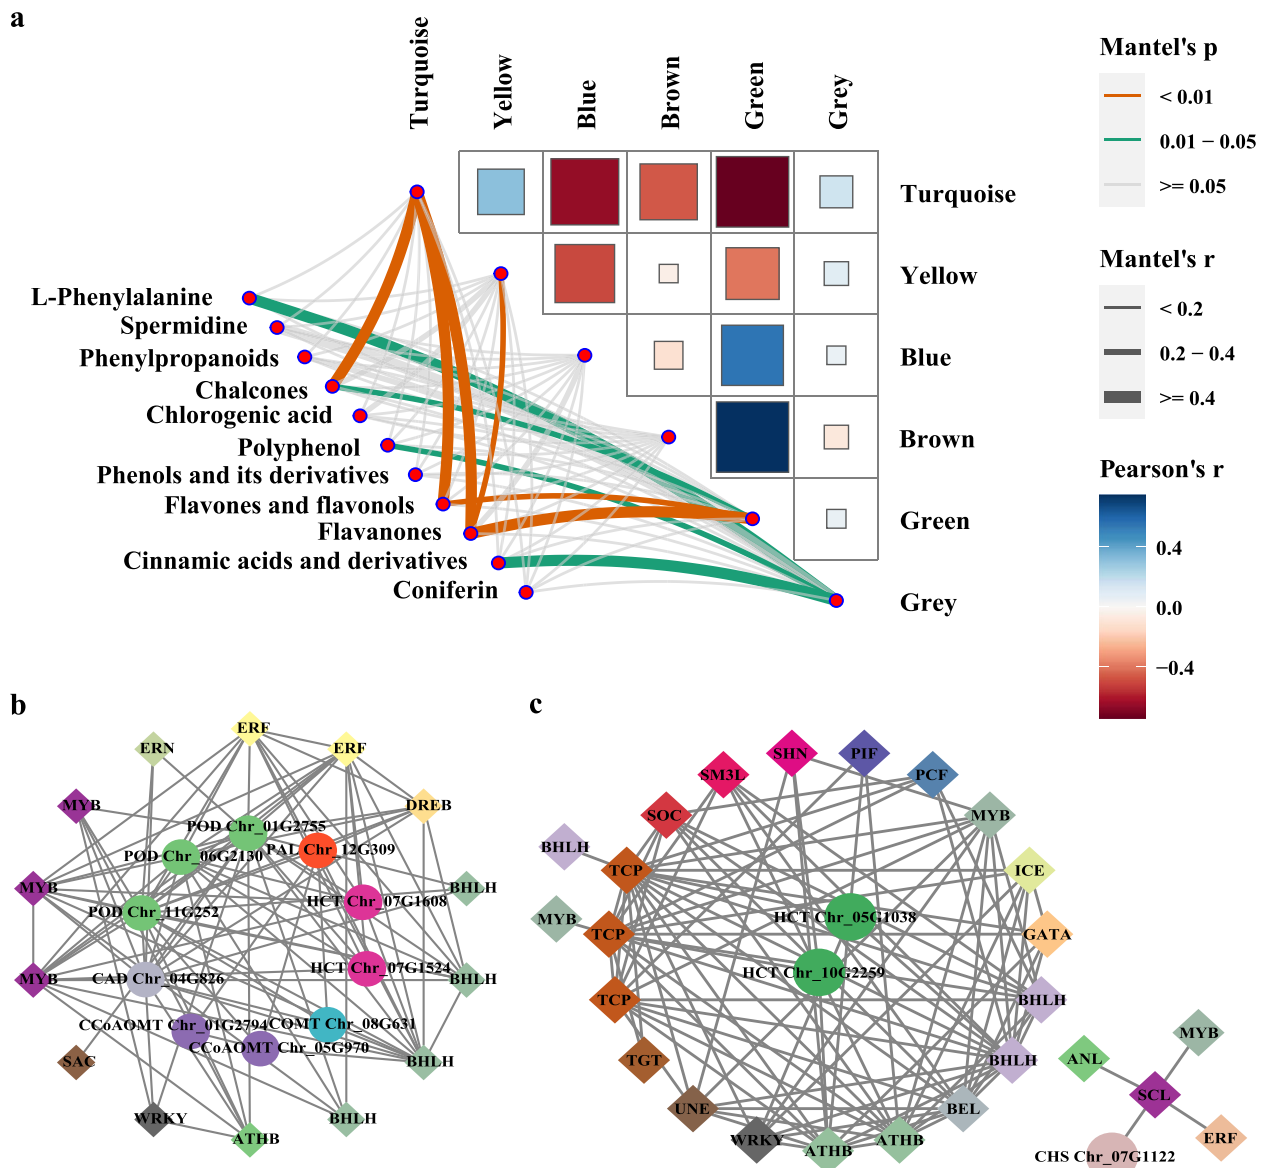 a
Turquoise
Yellow
Blue
Brown
Green
Grey
Turquoise
Yellow
Blue
Brown
Green
Grey
L-Phenylalanine
Spermidine
Phenylpropanoids
Chalcones
Chlorogenic acid
Polyphenol
Phenols and its derivatives
Flavones and flavonols
Flavanones
Cinnamic acids and derivatives
Coniferin
Mantel's p
< 0.01
0.01 − 0.05
>= 0.05
Mantel's r
< 0.2
0.2 − 0.4
>= 0.4
Pearson's r
0.4
0.0
−0.4
b
ERF
ERN
ERF
MYB
DREB
POD Chr_01G2755
POD Chr_06G2130
PAL Chr_12G309
MYB
BHLH
HCT Chr_07G1608
POD Chr_11G252
HCT Chr_07G1524
MYB
CAD Chr_04G826
BHLH
CCoAOMT Chr_01G2794
COMT Chr_08G631
CCoAOMT Chr_05G970
SAC
BHLH
WRKY
BHLH
ATHB
c
SHN
PIF
SM3L
PCF
SOC
MYB
BHLH
TCP
ICE
MYB
HCT Chr_05G1038
TCP
GATA
HCT Chr_10G2259
TCP
BHLH
TGT
BHLH
UNE
BEL
WRKY
ATHB
ATHB
MYB
ANL
SCL
ERF
CHS Chr_07G1122